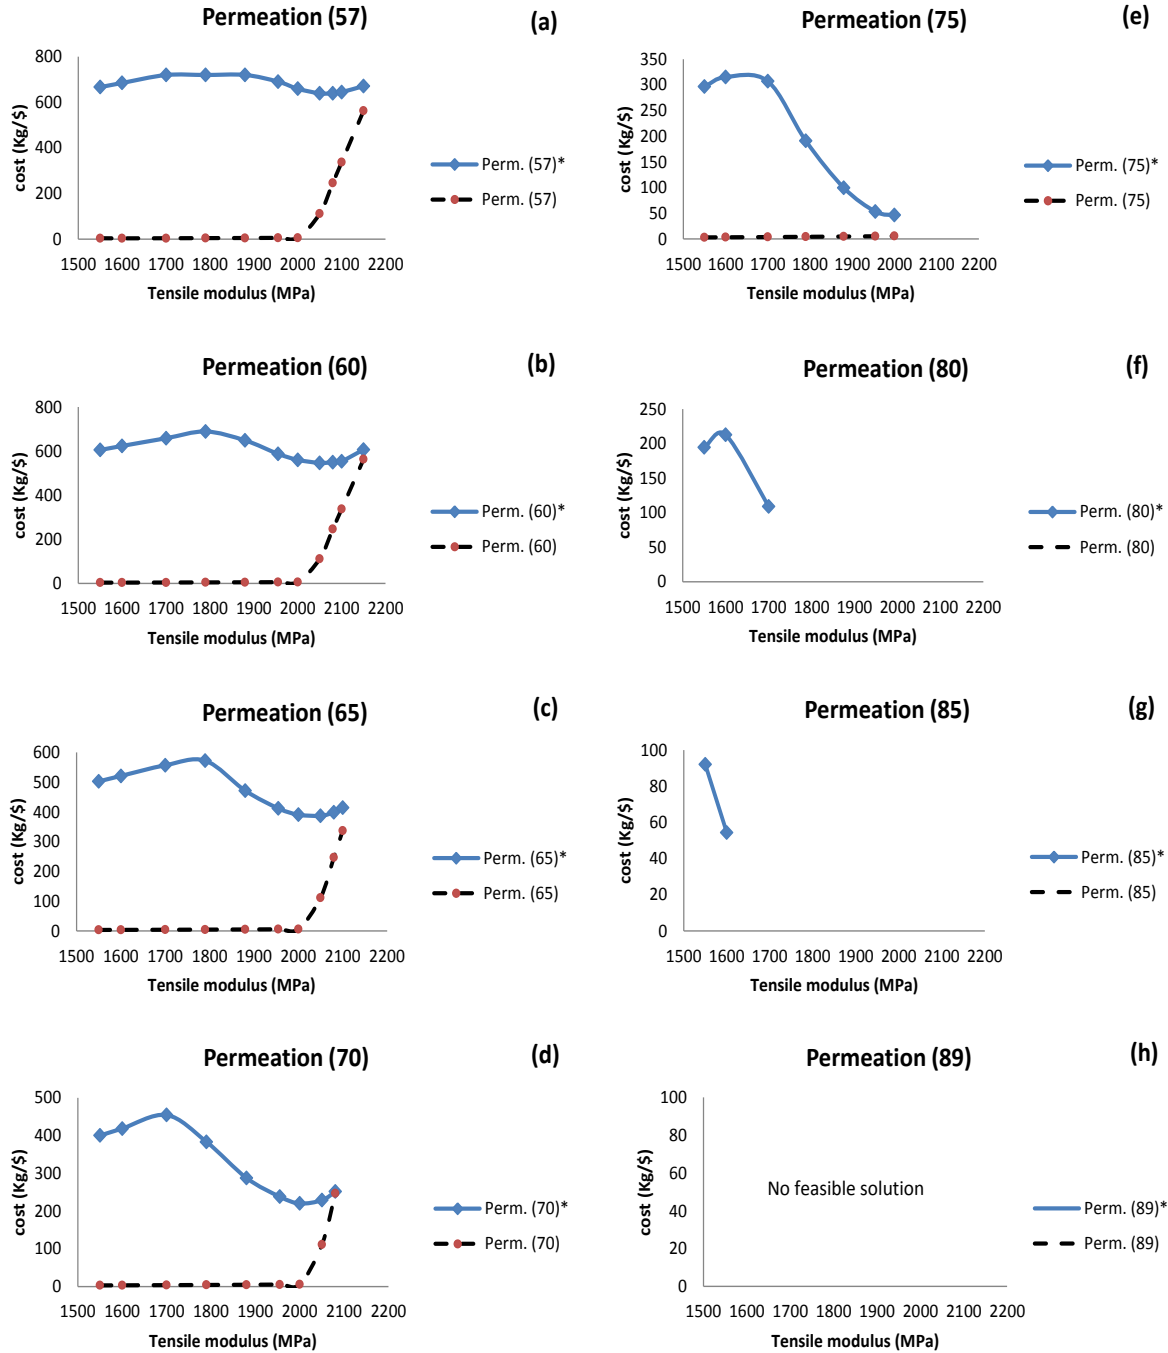 Permeation (57)
(a)
800
600
400
200
0
1500 1600 1700 1800 1900 2000 2100 2200
cost (Kg/$)
Tensile modulus (MPa)
Perm. (57)*
Perm. (57)
Permeation (75)
(e)
350
300
250
200
150
100
50
0
1500 1600 1700 1800 1900 2000 2100 2200
cost (Kg/$)
Tensile modulus (MPa)
Perm. (75)*
Perm. (75)
Permeation (60)
(b)
800
600
400
200
0
1500 1600 1700 1800 1900 2000 2100 2200
cost (Kg/$)
Tensile modulus (MPa)
Perm. (60)*
Perm. (60)
Permeation (80)
(f)
250
200
150
100
50
0
1500 1600 1700 1800 1900 2000 2100 2200
cost (Kg/$)
Tensile modulus (MPa)
Perm. (80)*
Perm. (80)
Permeation (65)
(c)
600
500
400
300
200
100
0
1500 1600 1700 1800 1900 2000 2100 2200
cost (Kg/$)
Tensile modulus (MPa)
Perm. (65)*
Perm. (65)
Permeation (85)
(g)
100
80
60
40
20
0
1500 1600 1700 1800 1900 2000 2100 2200
cost (Kg/$)
Tensile modulus (MPa)
Perm. (85)*
Perm. (85)
Permeation (70)
(d)
500
400
300
200
100
0
1500 1600 1700 1800 1900 2000 2100 2200
cost (Kg/$)
Tensile modulus (MPa)
Perm. (70)*
Perm. (70)
Permeation (89)
(h)
100
80
60
40
20
0
1500 1600 1700 1800 1900 2000 2100 2200
cost (Kg/$)
No feasible solution
Tensile modulus (MPa)
Perm. (89)*
Perm. (89)